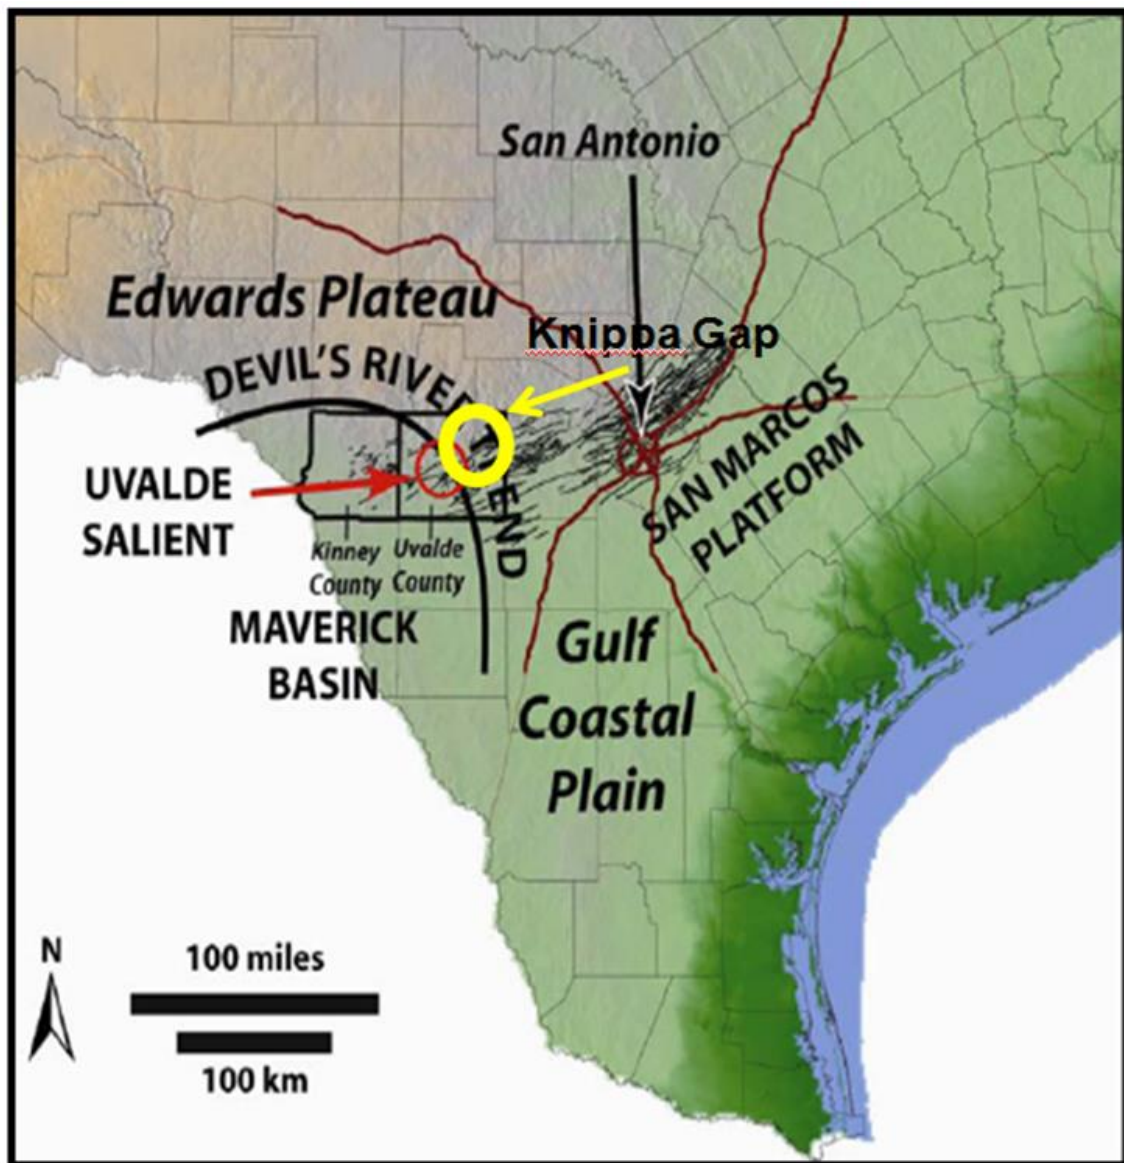 San Antonio
Edwards Plateau
Knippa Gap
DEVIL'S RIVER TREND
UVALDE
SALIENT
SAN MARCOS
PLATFORM
Kinney
County
Uvalde
County
MAVERICK
BASIN
Gulf
Coastal
Plain
N
100 miles
100 km